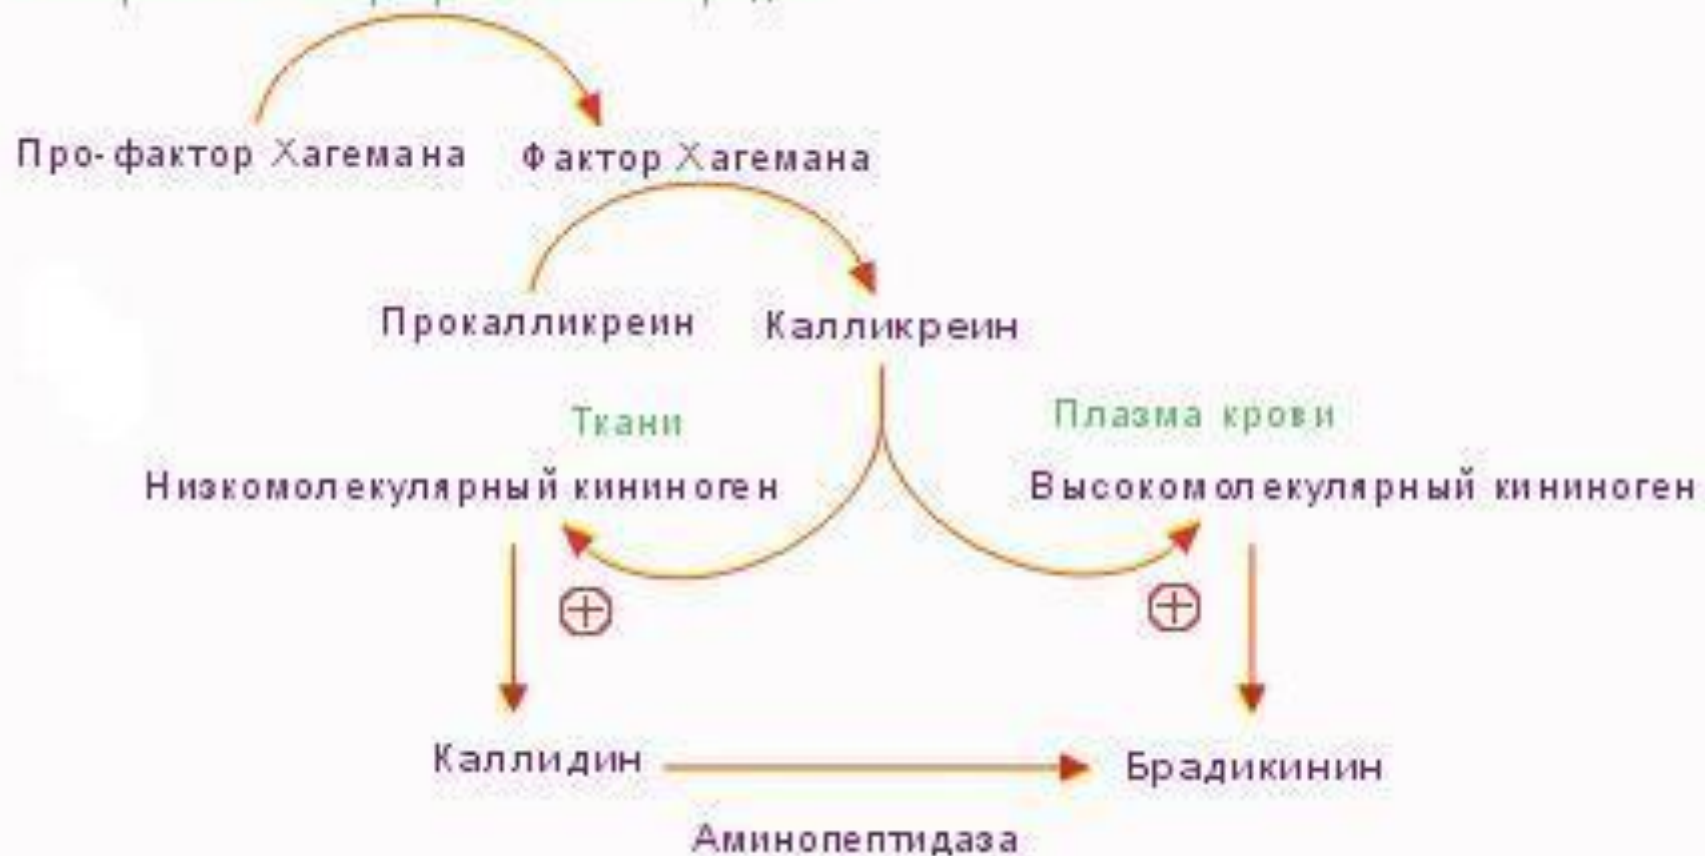 Про-фактор Хагемана
Фактор Хагемана
Прокалликреин
Калликреин
Ткани
Плазма крови
Низкомолекулярный кининоген
Высокомолекулярный кининоген
Каллидин
Брадикинин
Аминопептидаза